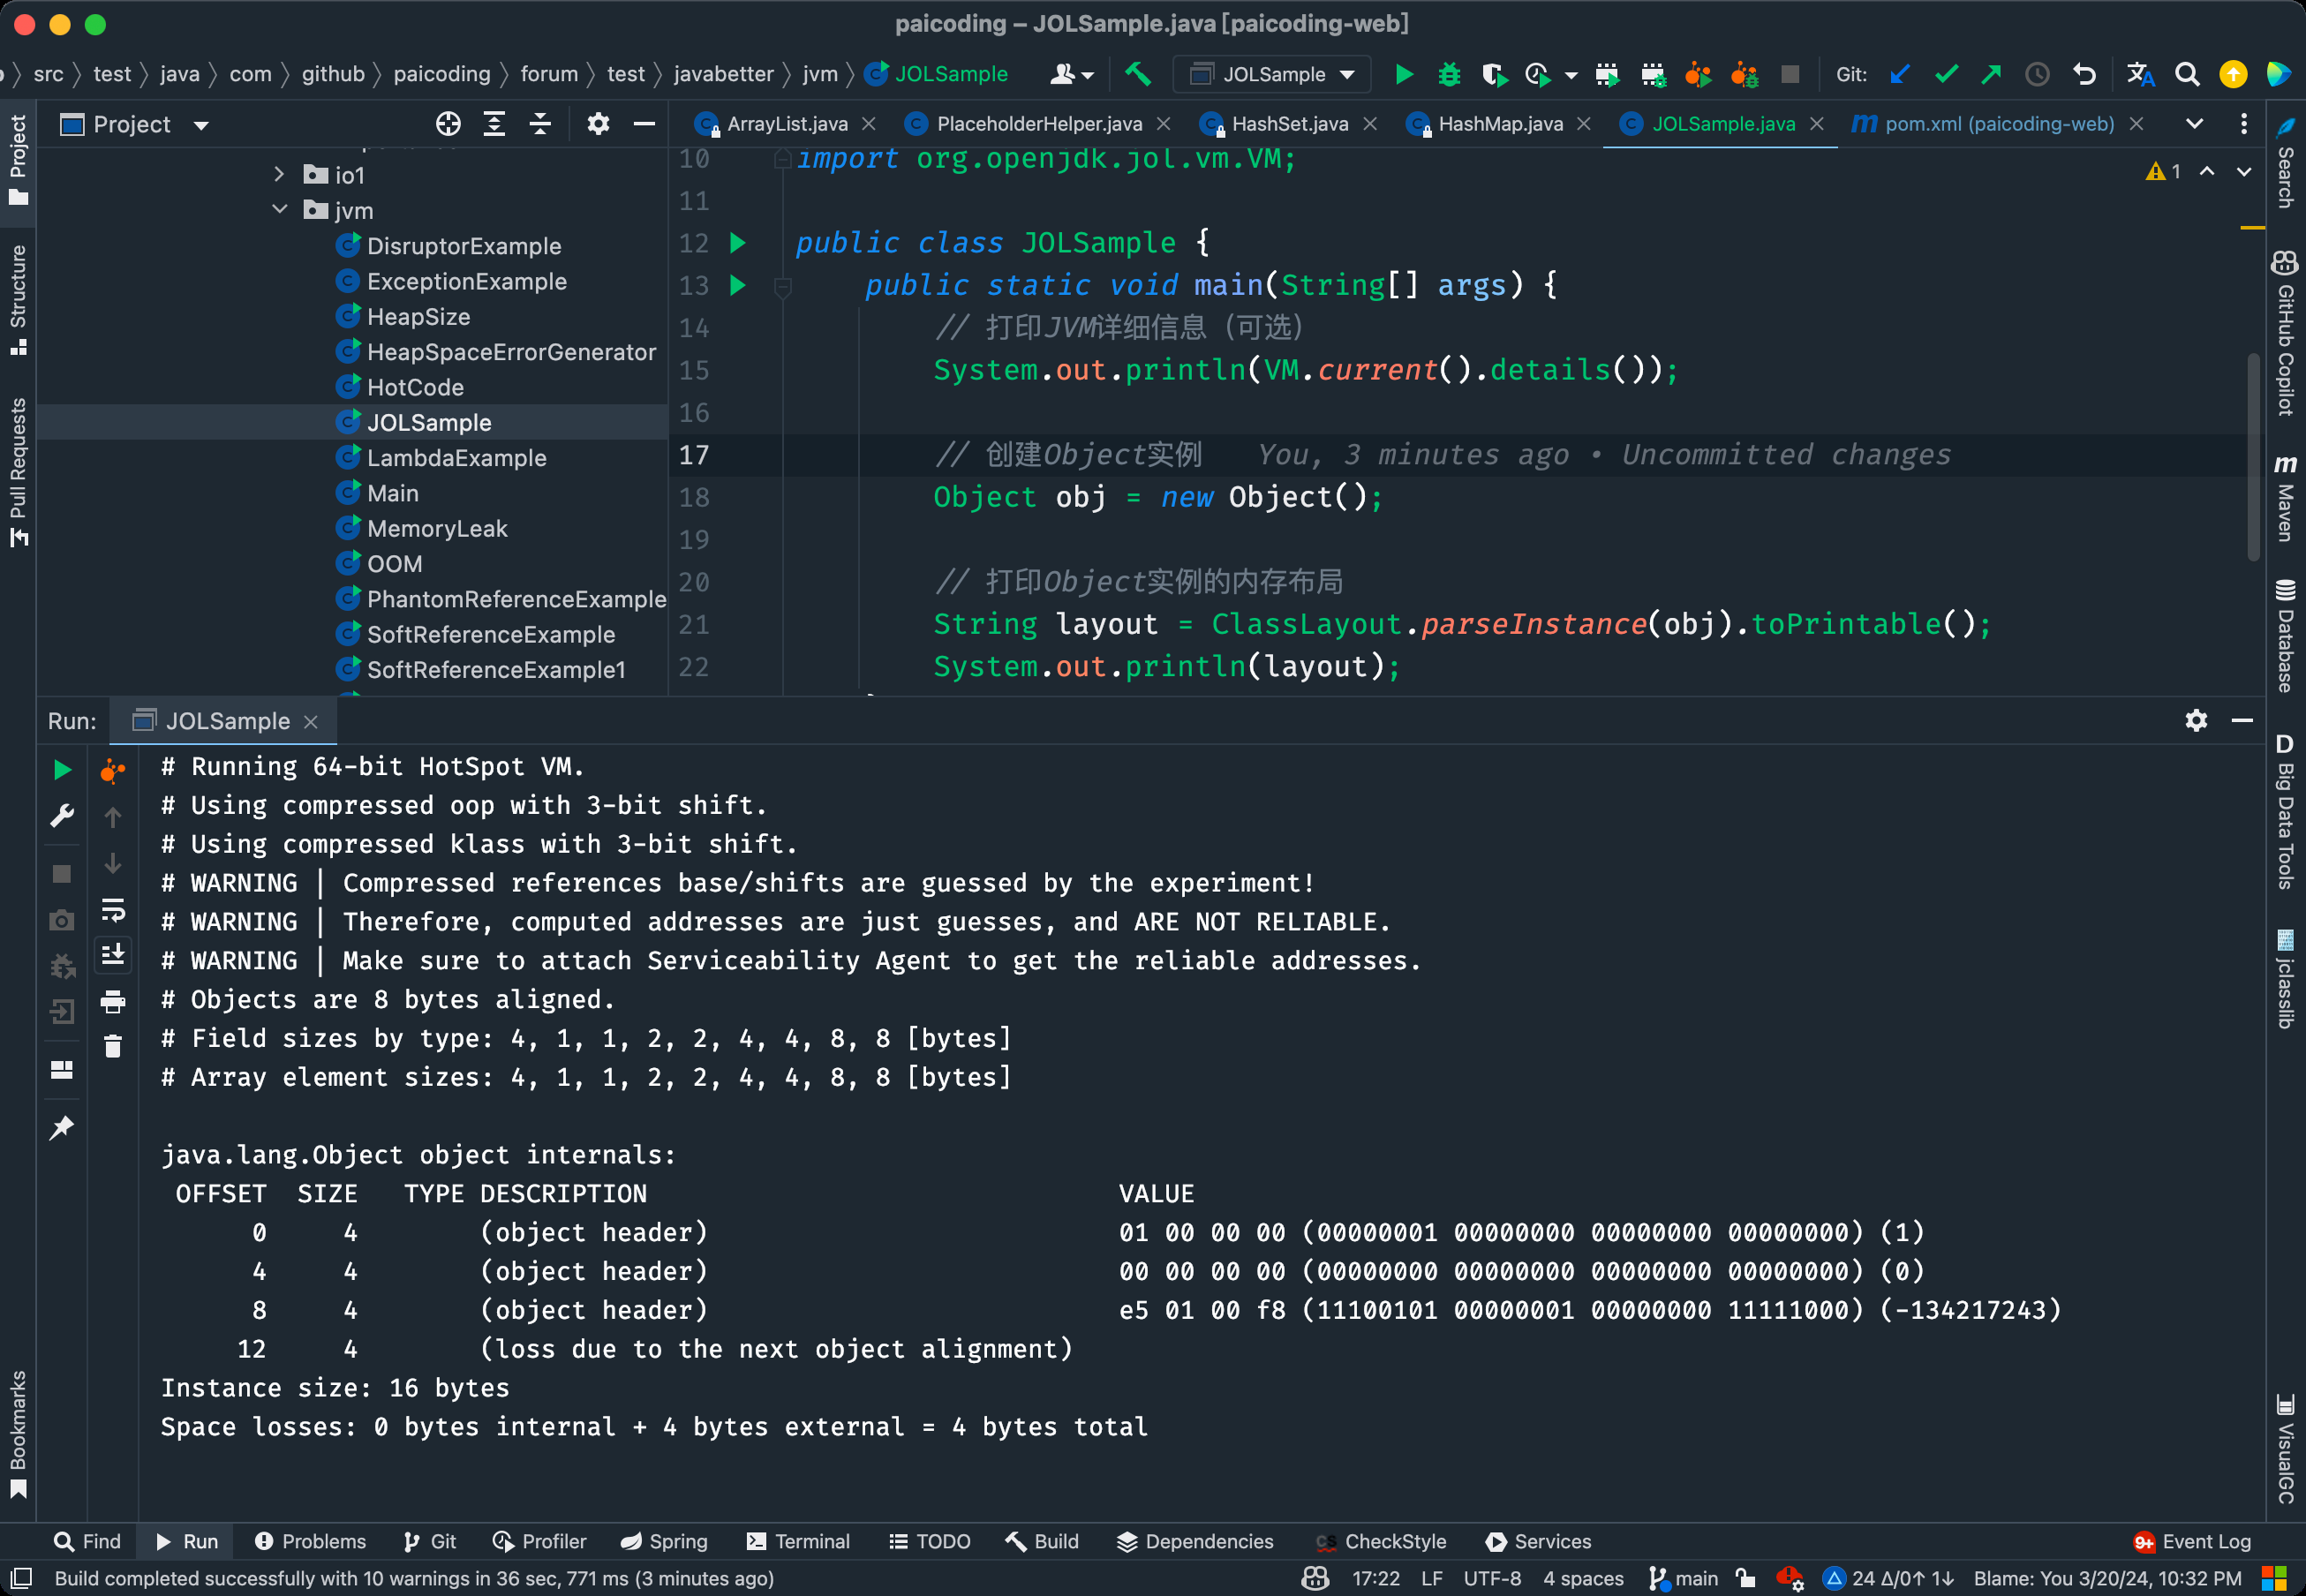 paicoding – JOLSample.java [paicoding-web]
src test java com github paicoding forum test javabetter jvm JOLSample JOLSample Git:
Project
ArrayList.java PlaceholderHelper.java HashSet.java HashMap.java JOLSample.java pom.xml (paicoding-web)
Project
Structure
Pull Requests
Bookmarks
io1
jvm
DisruptorExample
ExceptionExample
HeapSize
HeapSpaceErrorGenerator
HotCode
JOLSample
LambdaExample
Main
MemoryLeak
OOM
PhantomReferenceExample
SoftReferenceExample
SoftReferenceExample1
10 import org.openjdk.jol.vm.VM;
11
12 public class JOLSample {
13 public static void main(String[] args) {
14 // 打印JVM详细信息（可选）
15 System.out.println(VM.current().details());
16
17 // 创建Object实例 You, 3 minutes ago • Uncommitted changes
18 Object obj = new Object();
19
20 // 打印Object实例的内存布局
21 String layout = ClassLayout.parseInstance(obj).toPrintable();
22 System.out.println(layout);
1
Search
GitHub Copilot
Maven
Database
Big Data Tools
jclasslib
VisualGC
Run: JOLSample
# Running 64-bit HotSpot VM.
# Using compressed oop with 3-bit shift.
# Using compressed klass with 3-bit shift.
# WARNING | Compressed references base/shifts are guessed by the experiment!
# WARNING | Therefore, computed addresses are just guesses, and ARE NOT RELIABLE.
# WARNING | Make sure to attach Serviceability Agent to get the reliable addresses.
# Objects are 8 bytes aligned.
# Field sizes by type: 4, 1, 1, 2, 2, 4, 4, 8, 8 [bytes]
# Array element sizes: 4, 1, 1, 2, 2, 4, 4, 8, 8 [bytes]
java.lang.Object object internals:
OFFSET SIZE TYPE DESCRIPTION VALUE
0 4 (object header) 01 00 00 00 (00000001 00000000 00000000 00000000) (1)
4 4 (object header) 00 00 00 00 (00000000 00000000 00000000 00000000) (0)
8 4 (object header) e5 01 00 f8 (11100101 00000001 00000000 11111000) (-134217243)
12 4 (loss due to the next object alignment)
Instance size: 16 bytes
Space losses: 0 bytes internal + 4 bytes external = 4 bytes total
Find Run Problems Git Profiler Spring Terminal TODO Build Dependencies CheckStyle Services 9+ Event Log
Build completed successfully with 10 warnings in 36 sec, 771 ms (3 minutes ago) 17:22 LF UTF-8 4 spaces main 24 Δ/0↑ 1↓ Blame: You 3/20/24, 10:32 PM